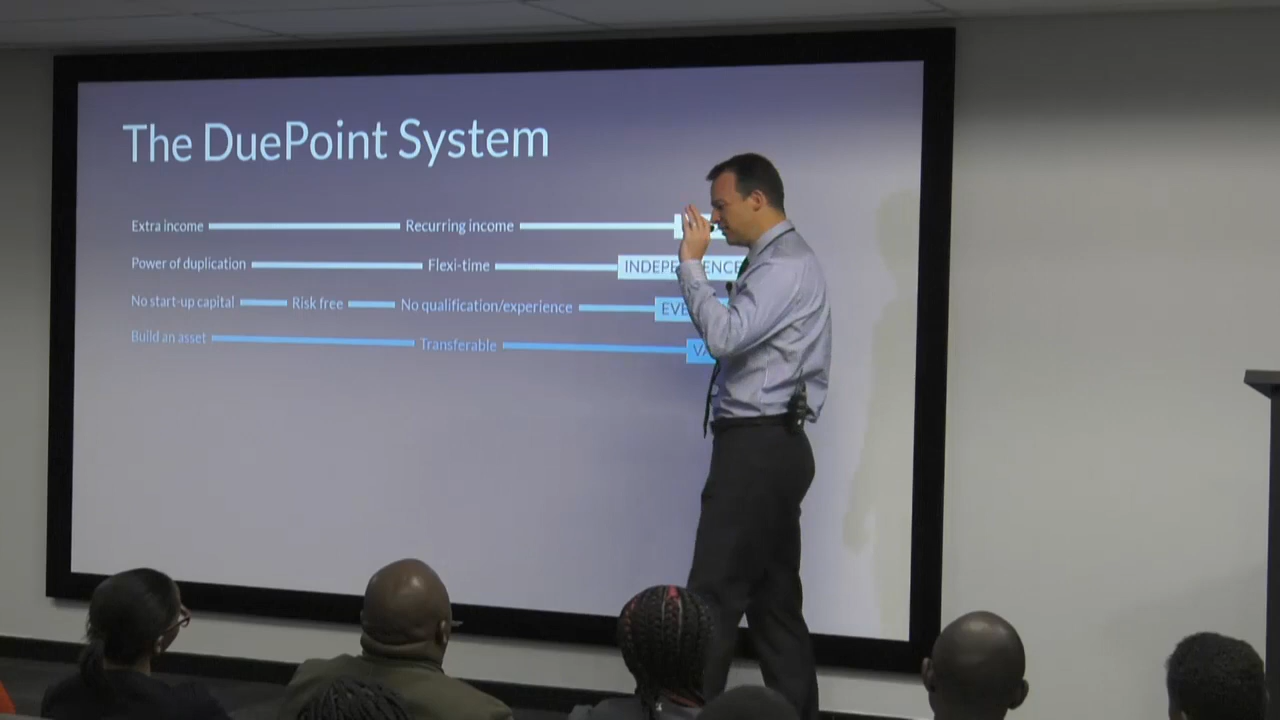 The DuePoint System
Extra income Recurring income
Power of duplication Flexi-time
No start-up capital Risk free No qualification/experience
Build an asset Transferable